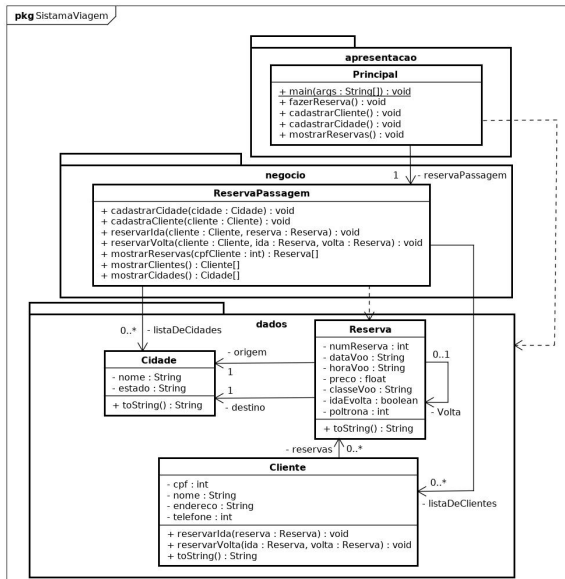 pkg SistamaViagem
apresentacao
Principal
+ main(args : String[]) : void
+ fazerReserva() : void
+ cadastrarCliente() : void
+ cadastrarCidade() : void
+ mostrarReservas() : void
1 - reservaPassagem
negocio
ReservaPassagem
+ cadastrarCidade(cidade : Cidade) : void
+ cadastraCliente(cliente : Cliente) : void
+ reservarIda(cliente : Cliente, reserva : Reserva) : void
+ reservarVolta(cliente : Cliente, ida : Reserva, volta : Reserva) : void
+ mostrarReservas(cpfCliente : int) : Reserva[]
+ mostrarClientes() : Cliente[]
+ mostrarCidades() : Cidade[]
dados
0..* - listaDeCidades
Cidade
- nome : String
- estado : String
+ toString() : String
- origem
1
1
- destino
Reserva
- numReserva : int
- dataVoo : String
- horaVoo : String
- preco : float
- classeVoo : String
- idaEvolta : boolean
- poltrona : int
+ toString() : String
0..1
- Volta
- reservas 0..*
Cliente
- cpf : int
- nome : String
- endereco : String
- telefone : int
+ reservarIda(reserva : Reserva) : void
+ reservarVolta(ida : Reserva, volta : Reserva) : void
+ toString() : String
0..*
- listaDeClientes